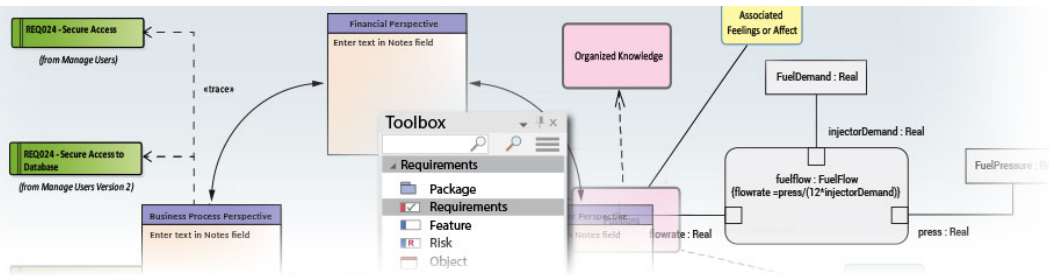 REQ024 - Secure Access
(from Manage Users)
«trace»
REQ024 - Secure Access to
Database
(from Manage Users Version 2)
Financial Perspective
Enter text in Notes field
Business Process Perspective
Enter text in Notes field
Toolbox
Requirements
Package
Requirements
Feature
R Risk
Object
Organized Knowledge
Associated
Feelings or Affect
Perspective
Notes field
FuelDemand : Real
injectorDemand : Real
fuelflow : FuelFlow
{flowrate =press/(12*injectorDemand)}
flowrate : Real
press : Real
FuelPressure :